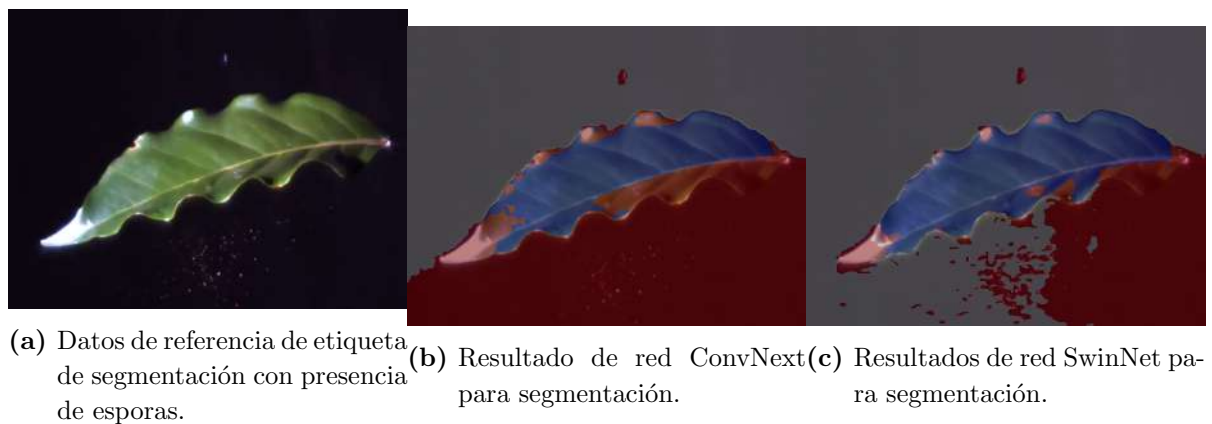 (a) Datos de referencia de etiqueta
de segmentación con presencia
de esporas.
(b) Resultado de red ConvNext
para segmentación.
(c) Resultados de red SwinNet pa-
ra segmentación.